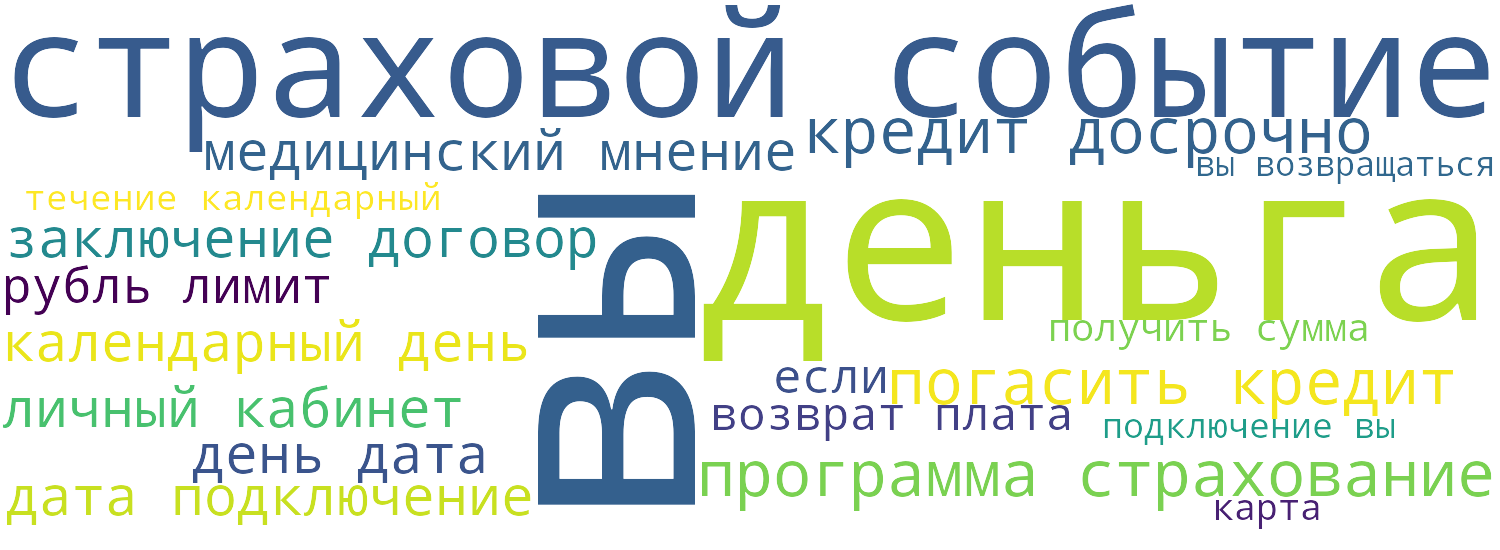 страховой событие
кредит досрочно
медицинский мнение
вы возвращаться
течение календарный
вы
деньга
заключение договор
рубль лимит
календарный день
получить сумма
если
погасить кредит
личный кабинет
возврат плата
подключение вы
день дата
программа страхование
дата подключение
карта